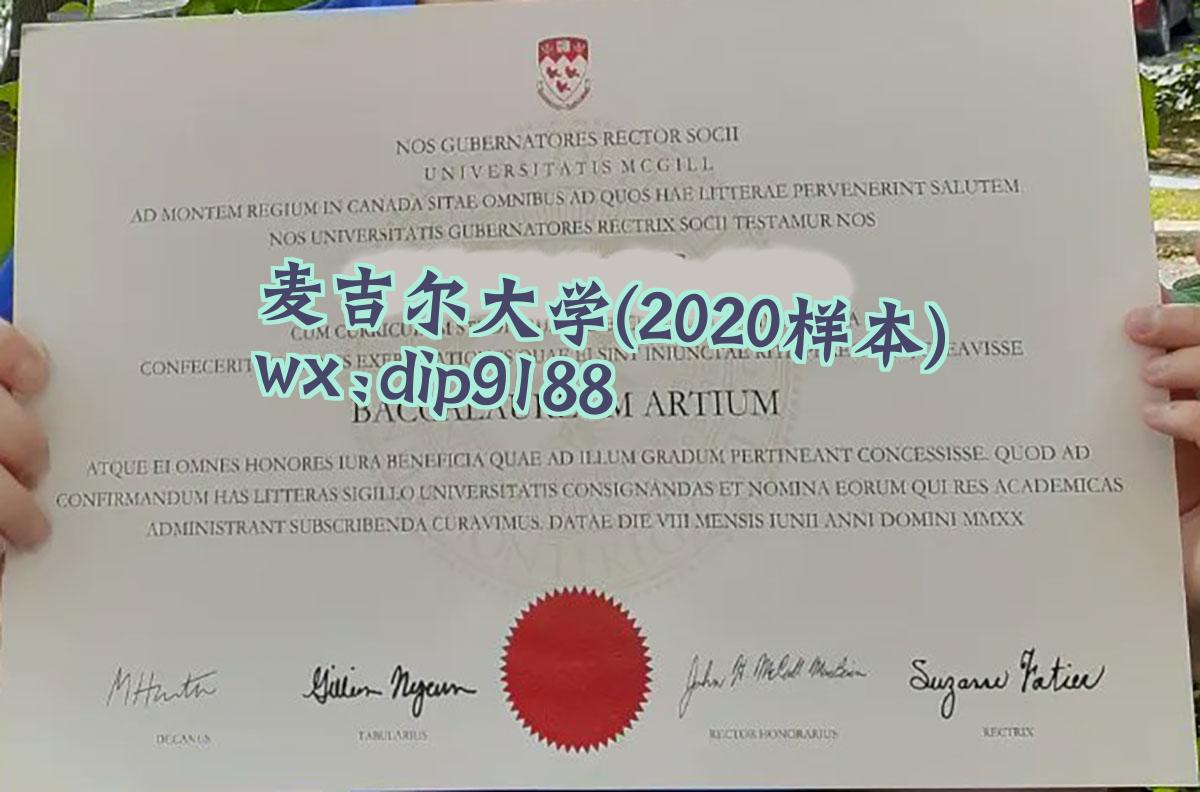 NOS GUBERNATORES RECTOR SOCII
UNIVERSITATIS MCGILL
AD MONTEM REGIUM IN CANADA SITAE OMNIBUS AD QUOS HAE LITTERAE PERVENERINT SALUTEM
NOS UNIVERSITATIS GUBERNATORES RECTRIX SOCII TESTAMUR NOS
麦吉尔大学(2020样本)
CUM
CONFECERIT
wx;dip9188
ARTIUM
ATQUE EI OMNES HONORES IURA BENEFICIA QUAE AD ILLUM GRADUM PERTINEANT CONCESSISSE. QUOD AD
CONFIRMANDUM HAS LITTERAS SIGILLO UNIVERSITATIS CONSIGNANDAS ET NOMINA EORUM QUI RES ACADEMICAS
ADMINISTRANT SUBSCRIBENDA CURAVIMUS. DATAE DIE VIII MENSIS IUNII ANNI DOMINI MMXX
DECANUS TABULARIUS RECTOR HONORARIUS RECTRIX